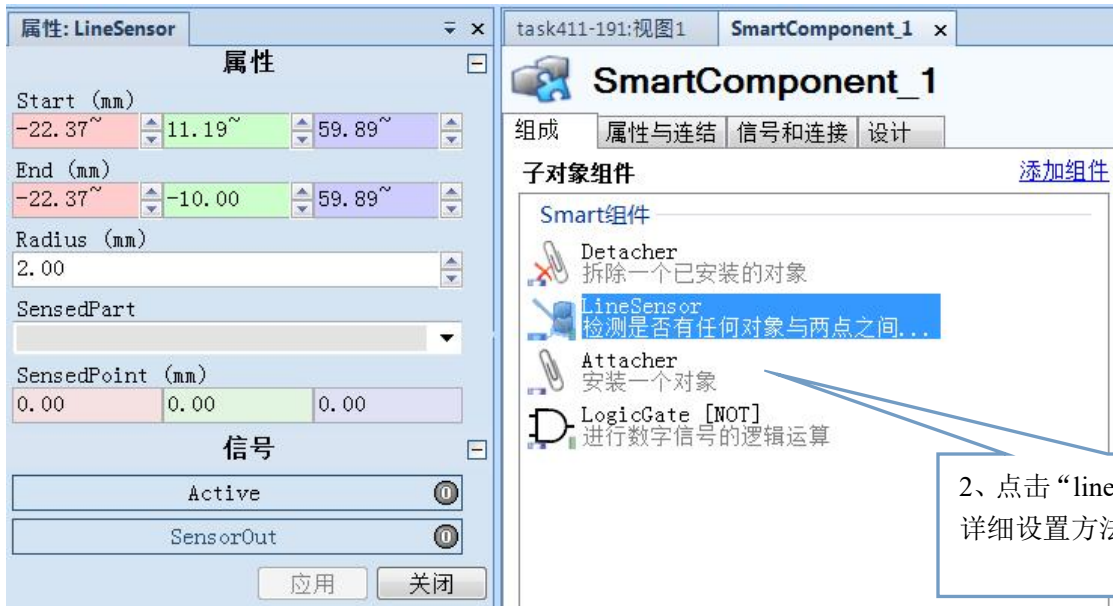 属性: LineSensor
属性
Start (mm)
-22.37~ 11.19~ 59.89~
End (mm)
-22.37~ -10.00 59.89~
Radius (mm)
2.00
SensedPart
SensedPoint (mm)
0.00 0.00 0.00
信号
Active
SensorOut
应用 关闭
task411-191:视图1 SmartComponent_1 x
SmartComponent_1
组成 属性与连结 信号和连接 设计
子对象组件 添加组件
Smart组件
Detacher
拆除一个已安装的对象
LineSensor
检测是否有任何对象与两点之间...
Attacher
安装一个对象
LogicGate [NOT]
进行数字信号的逻辑运算
2、点击“line
详细设置方法